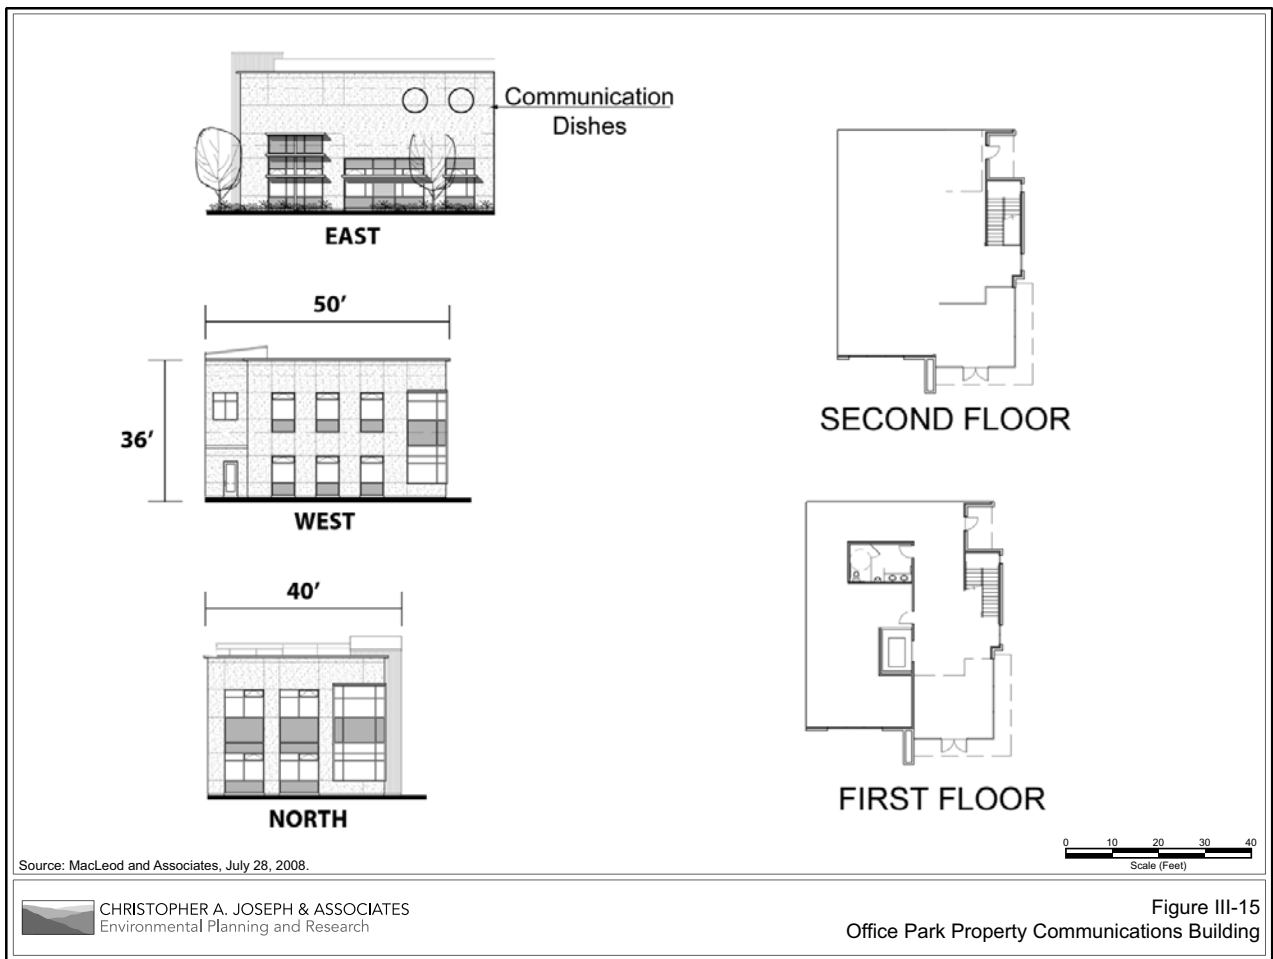 Communication
Dishes
EAST
50’
36’
WEST
40’
NORTH
SECOND FLOOR
FIRST FLOOR
0 10 20 30 40
Scale (Feet)
Source: MacLeod and Associates, July 28, 2008.
CHRISTOPHER A. JOSEPH & ASSOCIATES
Environmental Planning and Research
Figure III-15
Office Park Property Communications Building